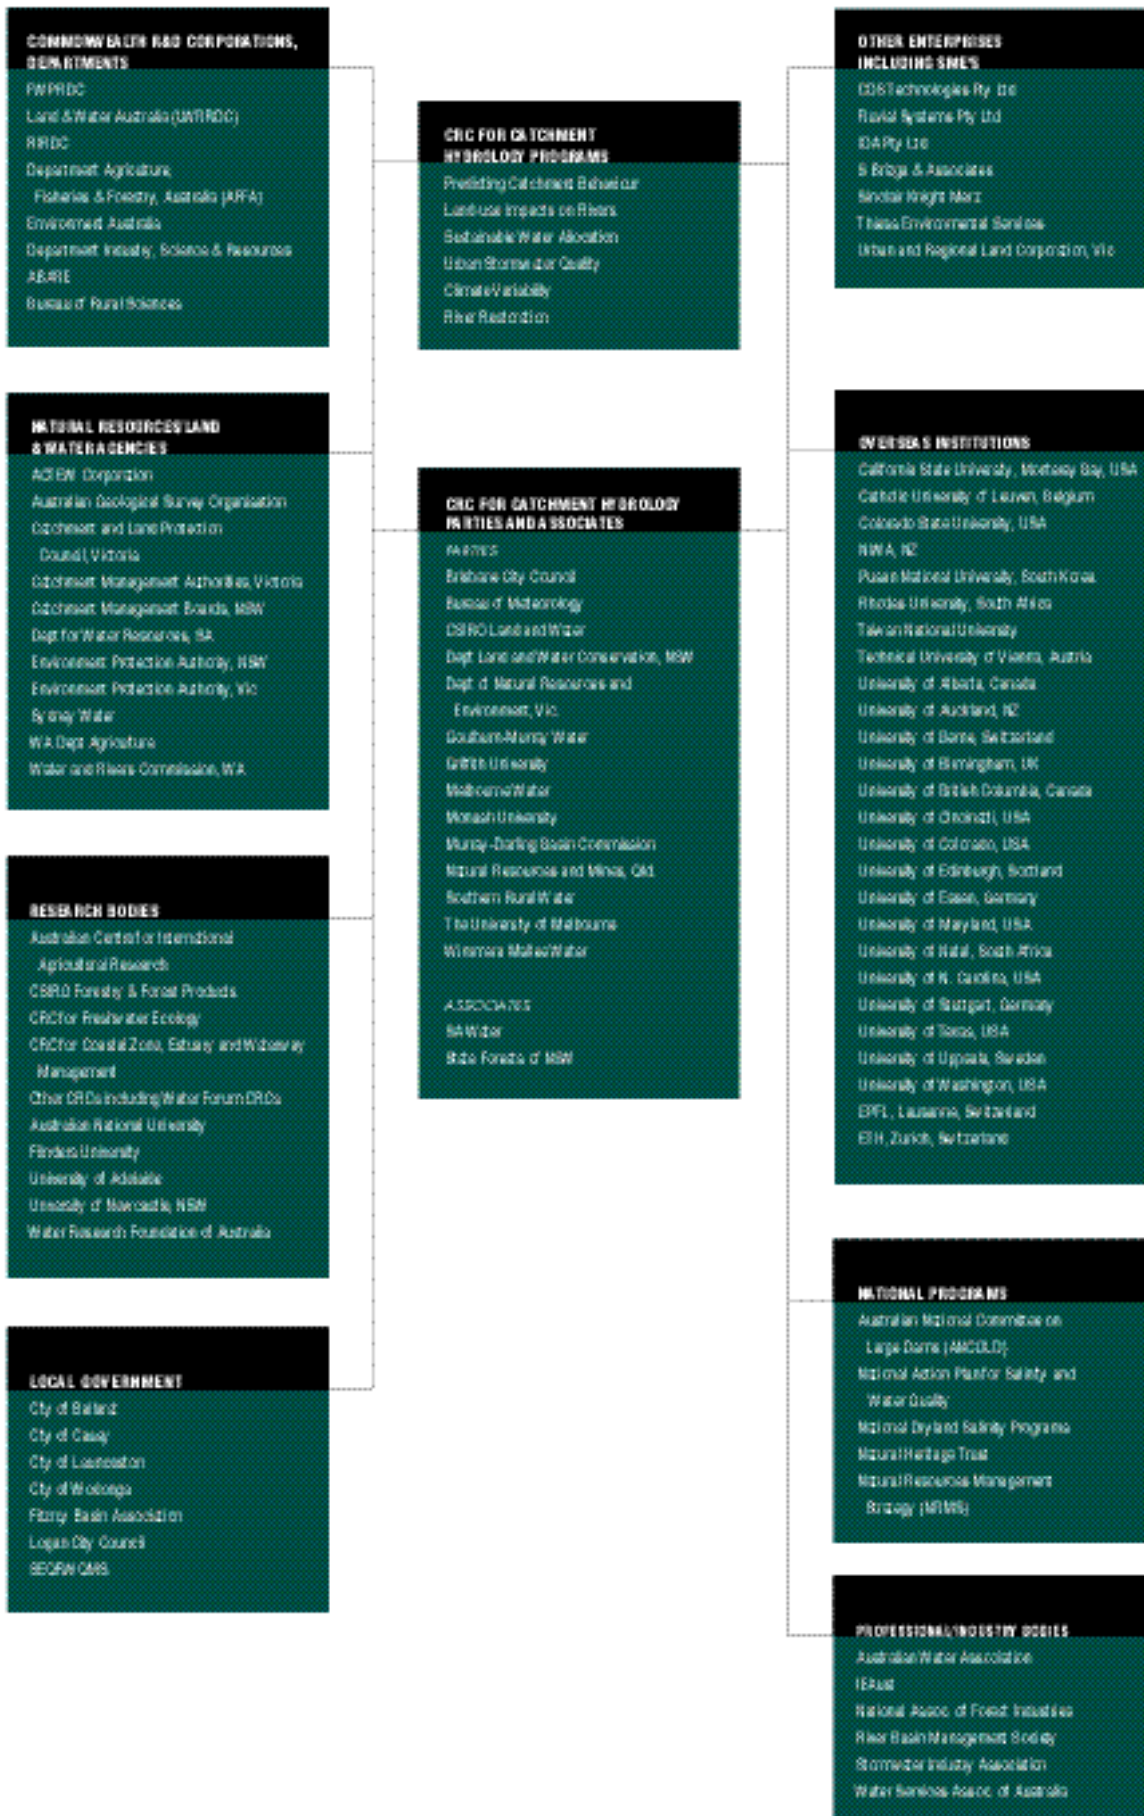 COMMONWEALTH R&D CORPORATIONS,
DEPARTMENTS
FWPRDC
Land & Water Australia (LWRRDC)
RIRDC
Department Agriculture,
Fisheries & Forestry, Australia (AFFA)
Environment Australia
Department Industry, Science & Resources
ABARE
Bureau of Rural Sciences
NATURAL RESOURCES/LAND
& WATER AGENCIES
ACTEW Corporation
Australian Geological Survey Organisation
Catchment and Land Protection
Council, Victoria
Catchment Management Authorities, Victoria
Catchment Management Boards, NSW
Dept for Water Resources, SA
Environment Protection Authority, NSW
Environment Protection Authority, Vic
Sydney Water
WA Dept Agriculture
Water and Rivers Commission, WA
RESEARCH BODIES
Australian Centre for International
Agricultural Research
CSIRO Forestry & Forest Products
CRC for Freshwater Ecology
CRC for Coastal Zone, Estuary and Waterway
Management
Other CRCs including Water Forum CRCs
Australian National University
Flinders University
University of Adelaide
University of Newcastle, NSW
Water Research Foundation of Australia
LOCAL GOVERNMENT
City of Ballarat
City of Casey
City of Launceston
City of Wodonga
Fitzroy Basin Association
Logan City Council
SEQRWQMS
CRC FOR CATCHMENT
HYDROLOGY PROGRAMS
Predicting Catchment Behaviour
Land-use Impacts on Rivers
Sustainable Water Allocation
Urban Stormwater Quality
Climate Variability
River Restoration
CRC FOR CATCHMENT HYDROLOGY
PARTIES AND ASSOCIATES
PARTIES
Brisbane City Council
Bureau of Meteorology
CSIRO Land and Water
Dept Land and Water Conservation, NSW
Dept of Natural Resources and
Environment, Vic.
Goulburn-Murray Water
Griffith University
Melbourne Water
Monash University
Murray-Darling Basin Commission
Natural Resources and Mines, Qld
Southern Rural Water
The University of Melbourne
Wimmera Mallee Water
ASSOCIATES
SA Water
State Forests of NSW
OTHER ENTERPRISES
INCLUDING SME'S
CDS Technologies Pty Ltd
Fluvial Systems Pty Ltd
ID&A Pty Ltd
S Brizga & Associates
Sinclair Knight Merz
Thiess Environmental Services
Urban and Regional Land Corporation, Vic
OVERSEAS INSTITUTIONS
California State University, Monterey Bay, USA
Catholic University of Leuven, Belgium
Colorado State University, USA
NIWA, NZ
Pusan National University, South Korea
Rhodes University, South Africa
Taiwan National University
Technical University of Vienna, Austria
University of Alberta, Canada
University of Auckland, NZ
University of Berne, Switzerland
University of Birmingham, UK
University of British Columbia, Canada
University of Cincinatti, USA
University of Colorado, USA
University of Edinburgh, Scotland
University of Essen, Germany
University of Maryland, USA
University of Natal, South Africa
University of N. Carolina, USA
University of Stuttgart, Germany
University of Texas, USA
University of Uppsala, Sweden
University of Washington, USA
EPFL, Lausanne, Switzerland
ETH, Zurich, Switzerland
NATIONAL PROGRAMS
Australian National Committee on
Large Dams (ANCOLD)
National Action Plan for Salinity and
Water Quality
National Dryland Salinity Programs
Natural Heritage Trust
Natural Resources Management
Strategy (NRMS)
PROFESSIONAL/INDUSTRY BODIES
Australian Water Association
IEAust
National Assoc. of Forest Industries
River Basin Management Society
Stormwater Industry Association
Water Services Assoc. of Australia